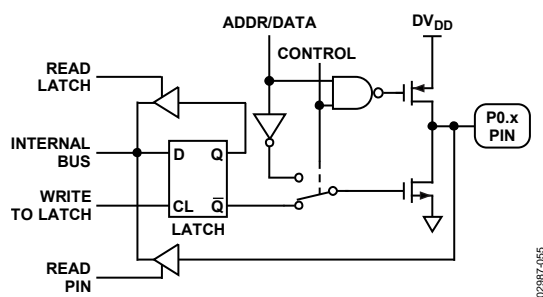 ADDR/DATA
DVDD
CONTROL
READ
LATCH
P0.x
PIN
INTERNAL
BUS
D Q
WRITE
TO LATCH
CL Q̅
LATCH
READ
PIN
02987-055